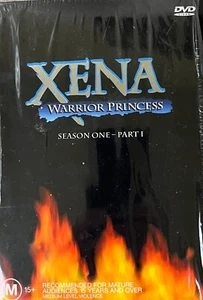 DVD
VIDEO
XENA
WARRIOR PRINCESS
SEASON ONE - PART I
M 15+
RECOMMENDED FOR MATURE
AUDIENCES 15 YEARS AND OVER
MEDIUM LEVEL VIOLENCE